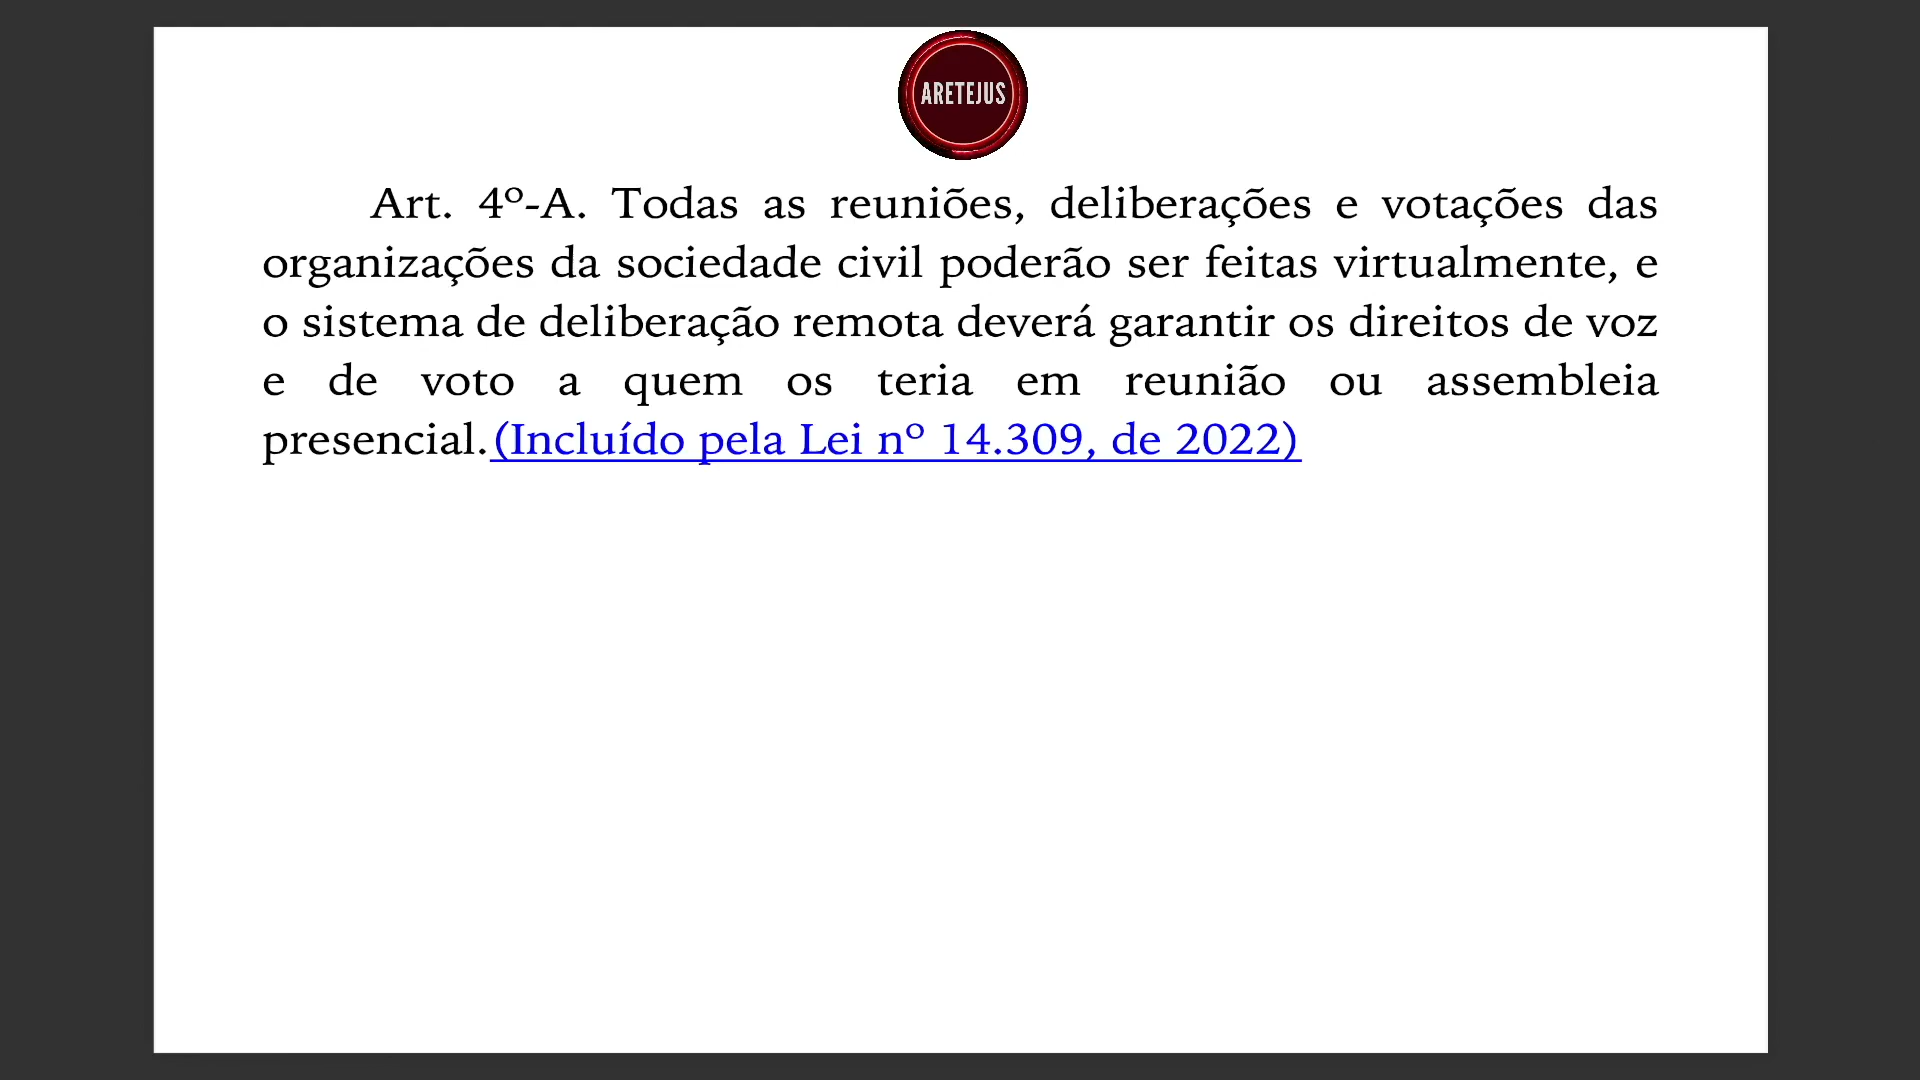 ARETEJUS
Art. 4º-A. Todas as reuniões, deliberações e votações das
organizações da sociedade civil poderão ser feitas virtualmente, e
o sistema de deliberação remota deverá garantir os direitos de voz
e de voto a quem os teria em reunião ou assembleia
presencial.(Incluído pela Lei nº 14.309, de 2022)